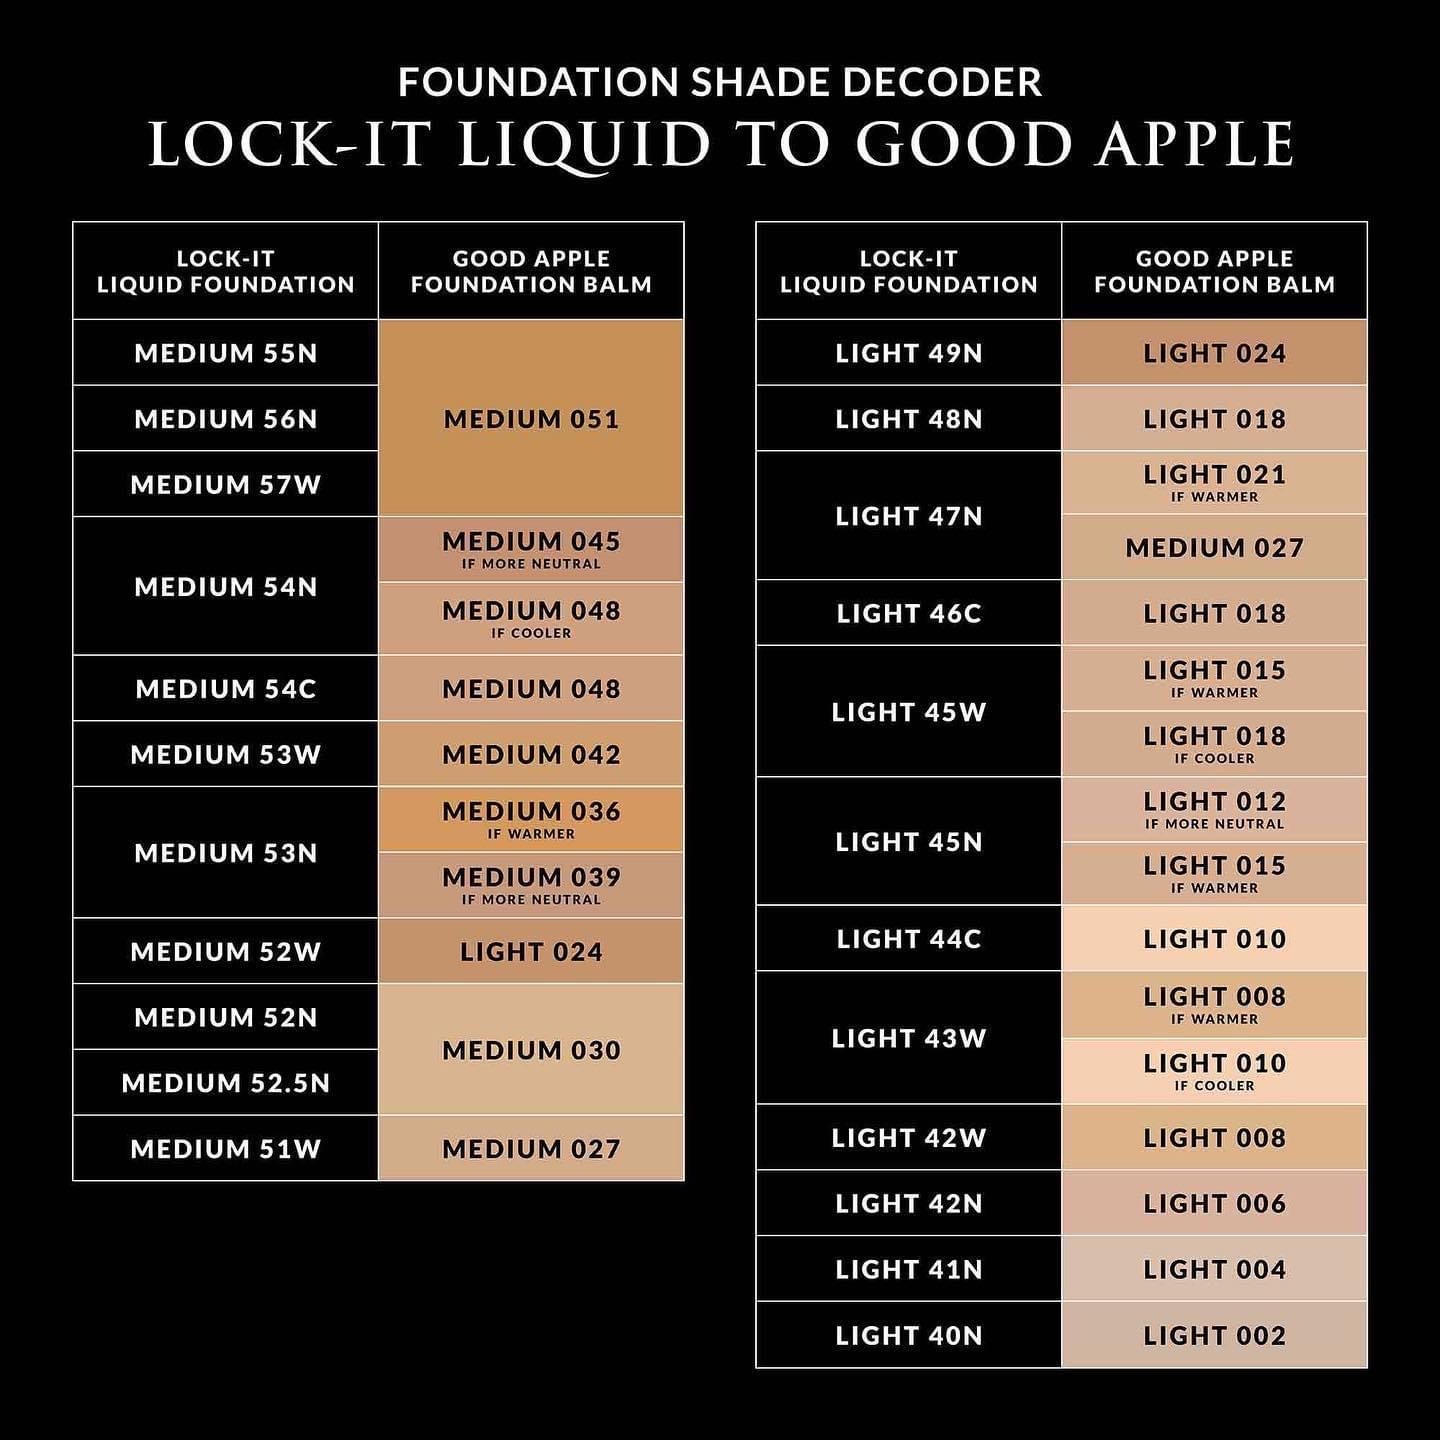 FOUNDATION SHADE DECODER
LOCK-IT LIQUID TO GOOD APPLE
LOCK-IT
LIQUID FOUNDATION
GOOD APPLE
FOUNDATION BALM
MEDIUM 55N
MEDIUM 56N
MEDIUM 57W
MEDIUM 051
MEDIUM 54N
MEDIUM 045
IF MORE NEUTRAL
MEDIUM 048
IF COOLER
MEDIUM 54C
MEDIUM 048
MEDIUM 53W
MEDIUM 042
MEDIUM 53N
MEDIUM 036
IF WARMER
MEDIUM 039
IF MORE NEUTRAL
MEDIUM 52W
LIGHT 024
MEDIUM 52N
MEDIUM 52.5N
MEDIUM 030
MEDIUM 51W
MEDIUM 027
LOCK-IT
LIQUID FOUNDATION
GOOD APPLE
FOUNDATION BALM
LIGHT 49N
LIGHT 024
LIGHT 48N
LIGHT 018
LIGHT 47N
LIGHT 021
IF WARMER
MEDIUM 027
LIGHT 46C
LIGHT 018
LIGHT 45W
LIGHT 015
IF WARMER
LIGHT 018
IF COOLER
LIGHT 45N
LIGHT 012
IF MORE NEUTRAL
LIGHT 015
IF WARMER
LIGHT 44C
LIGHT 010
LIGHT 43W
LIGHT 008
IF WARMER
LIGHT 010
IF COOLER
LIGHT 42W
LIGHT 008
LIGHT 42N
LIGHT 006
LIGHT 41N
LIGHT 004
LIGHT 40N
LIGHT 002